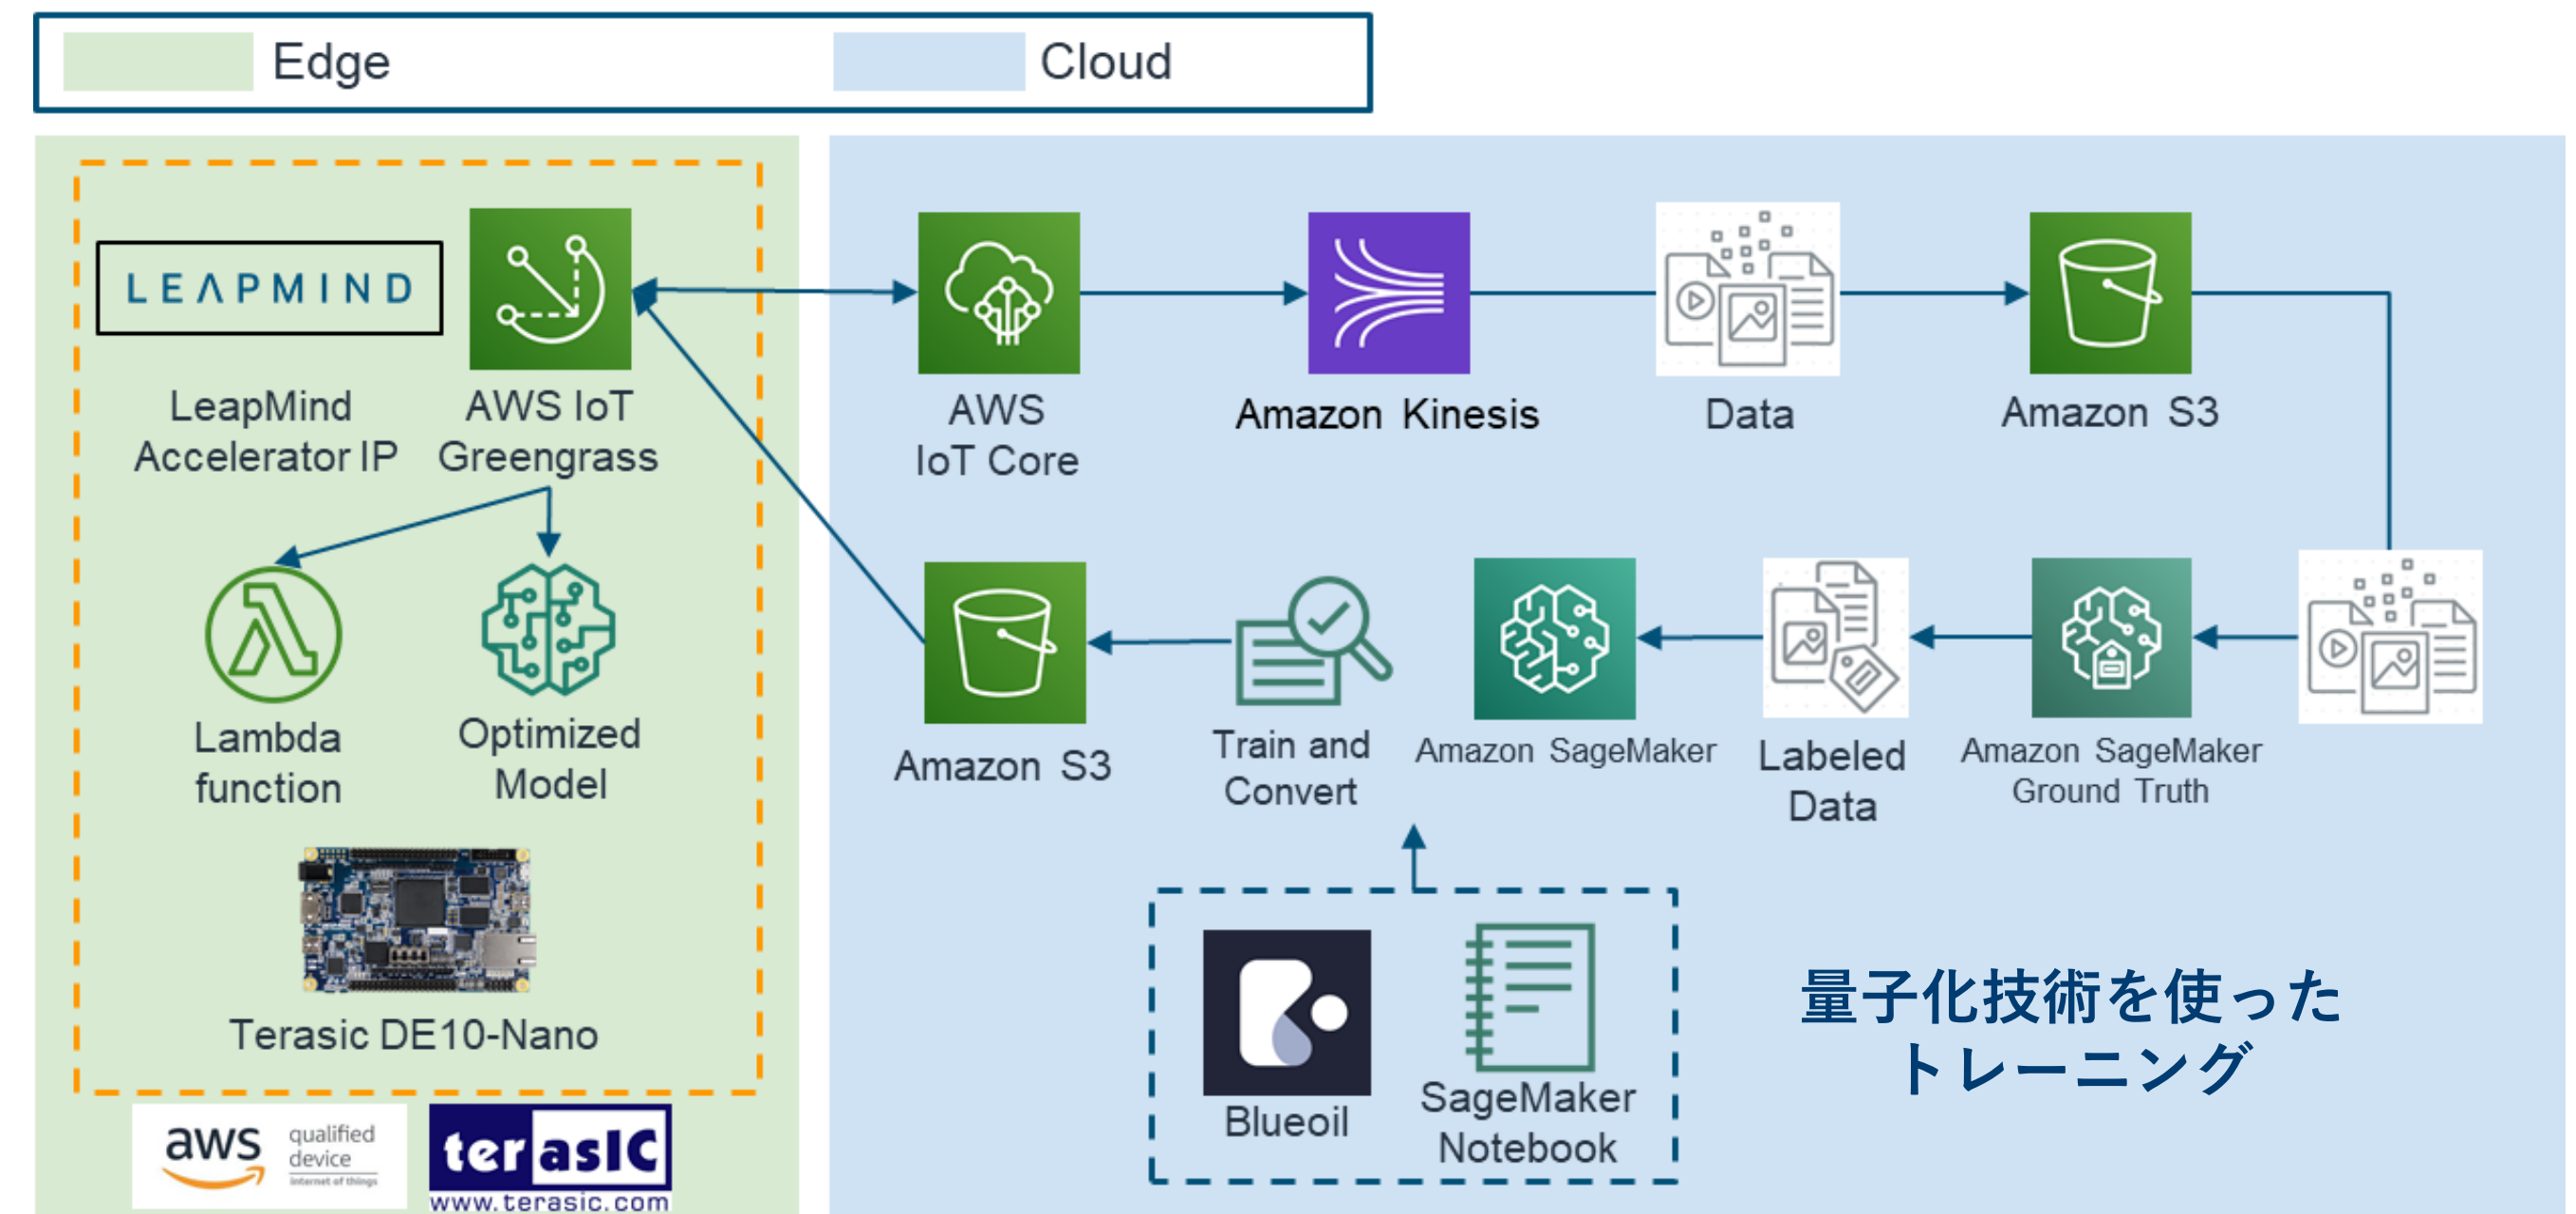 Edge
Cloud
LEAPMIND
LeapMind
Accelerator IP
AWS IoT
Greengrass
AWS
IoT Core
Amazon Kinesis
Data
Amazon S3
Lambda
function
Optimized
Model
Amazon S3
Train and
Convert
Amazon SageMaker
Labeled
Data
Amazon SageMaker
Ground Truth
Terasic DE10-Nano
Blueoil
SageMaker
Notebook
量子化技術を使った
トレーニング
aws
qualified
device
internet of things
terasIC
www.terasic.com